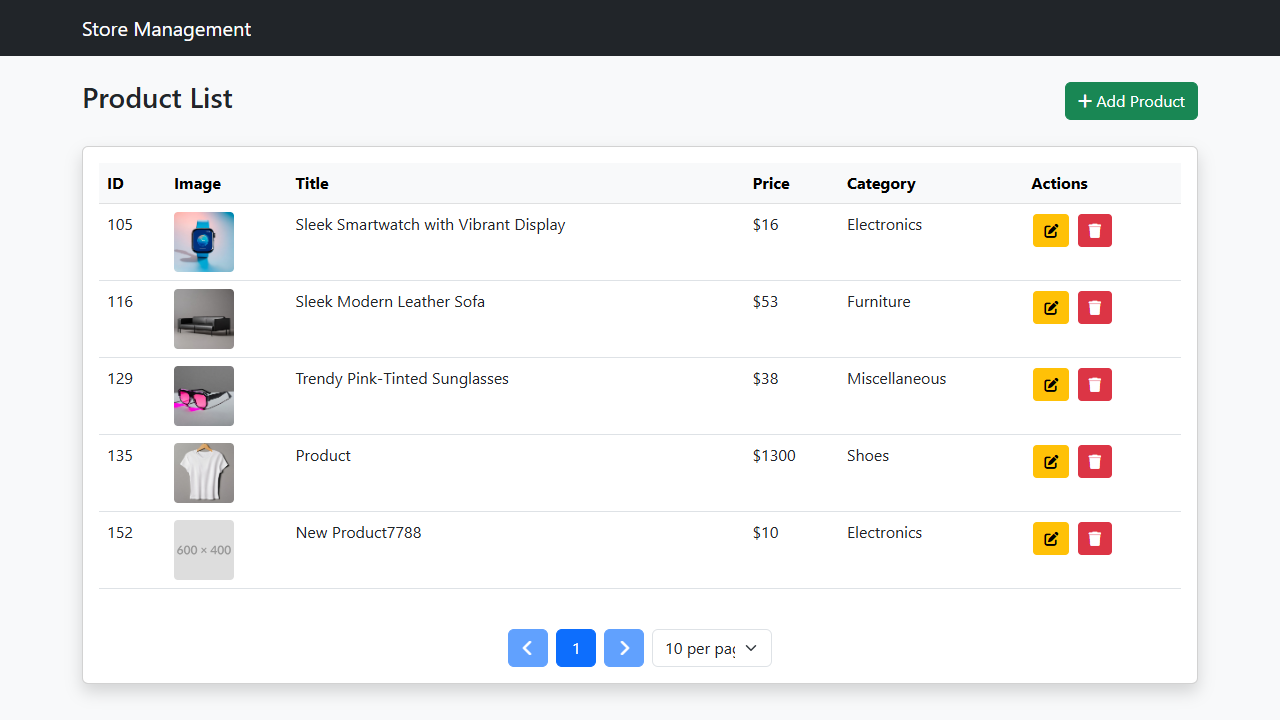 Store Management
Product List
Add Product
ID Image Title Price Category Actions
105 Sleek Smartwatch with Vibrant Display $16 Electronics
116 Sleek Modern Leather Sofa $53 Furniture
129 Trendy Pink-Tinted Sunglasses $38 Miscellaneous
135 Product $1300 Shoes
152 600 × 400 New Product7788 $10 Electronics
1 10 per pag